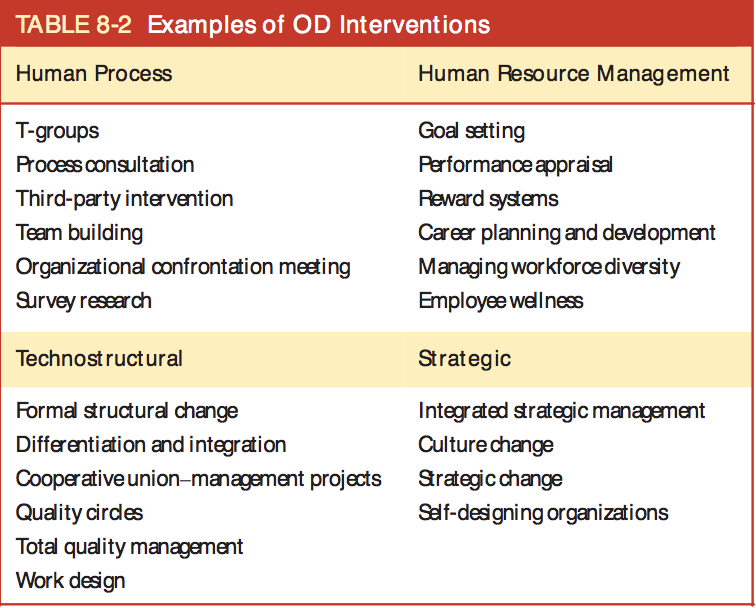 TABLE 8-2 Examples of OD Interventions
Human Process
Human Resource Management
T-groups
Process consultation
Third-party intervention
Team building
Organizational confrontation meeting
Survey research
Goal setting
Performance appraisal
Reward systems
Career planning and development
Managing workforce diversity
Employee wellness
Technostructural
Strategic
Formal structural change
Differentiation and integration
Cooperative union–management projects
Quality circles
Total quality management
Work design
Integrated strategic management
Culture change
Strategic change
Self-designing organizations